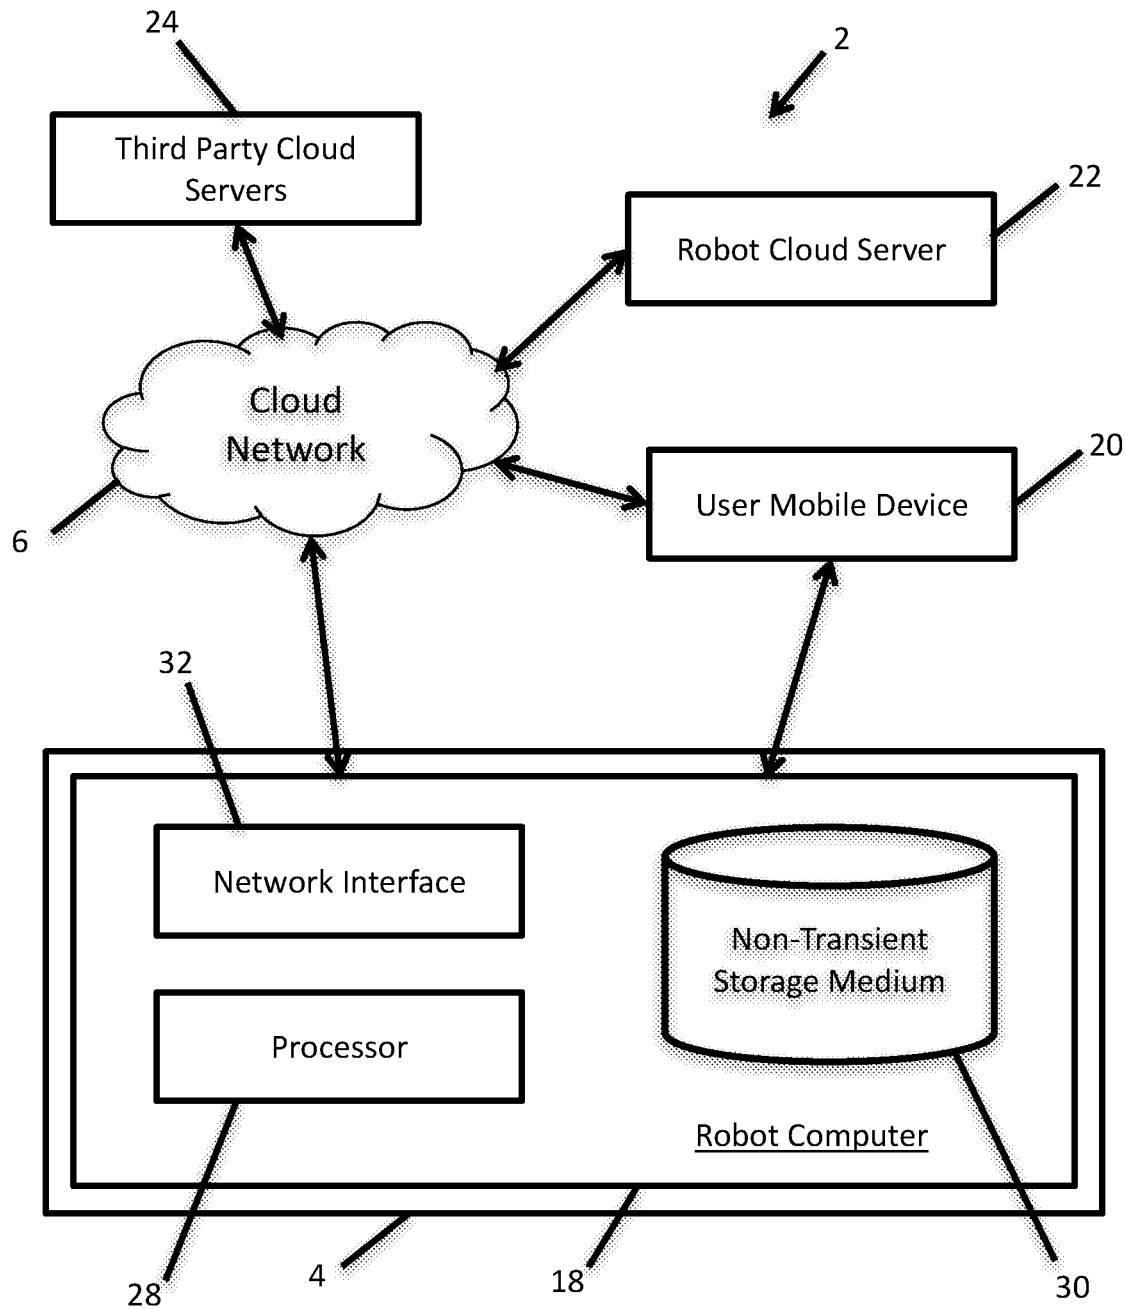 24
2
Third Party Cloud
Servers
22
Robot Cloud Server
Cloud
Network
20
User Mobile Device
6
32
Network Interface
Non-Transient
Storage Medium
Processor
Robot Computer
28
4
18
30